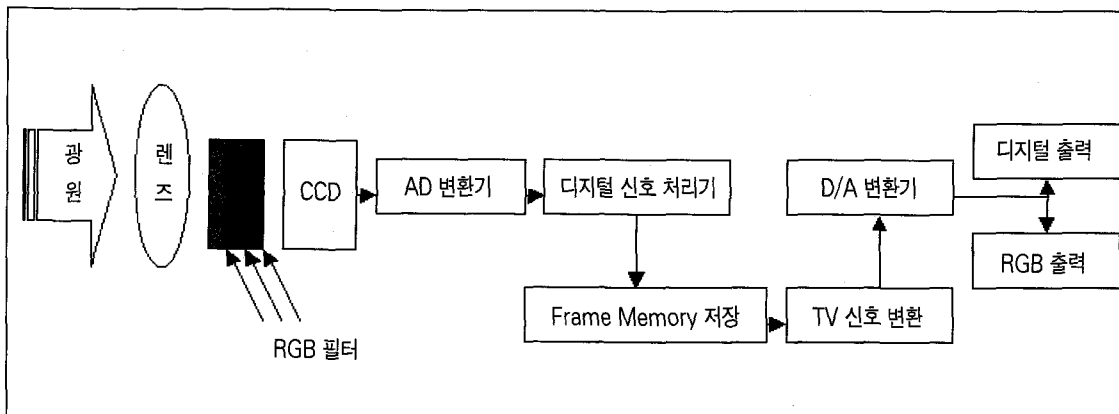 광
원
렌
즈
RGB 필터
CCD
AD 변환기
디지털 신호 처리기
Frame Memory 저장
TV 신호 변환
D/A 변환기
디지털 출력
RGB 출력